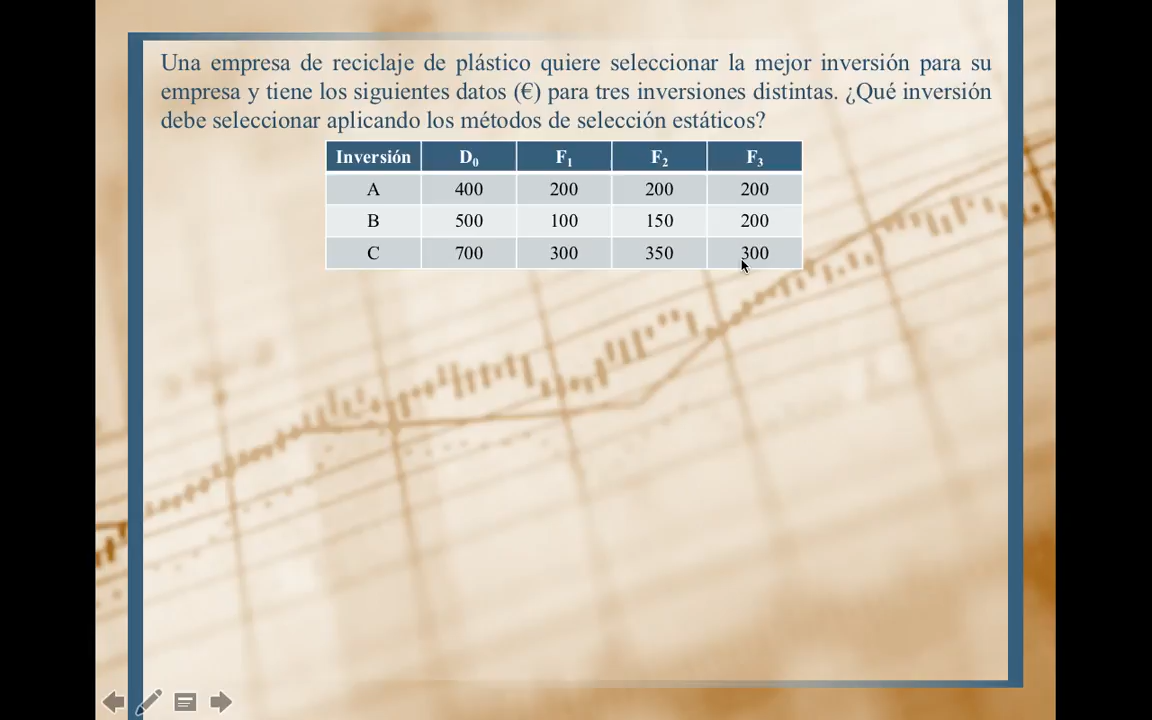 Una empresa de reciclaje de plástico quiere seleccionar la mejor inversión para su
empresa y tiene los siguientes datos (€) para tres inversiones distintas. ¿Qué inversión
debe seleccionar aplicando los métodos de selección estáticos?
Inversión D₀ F₁ F₂ F₃
A 400 200 200 200
B 500 100 150 200
C 700 300 350 300